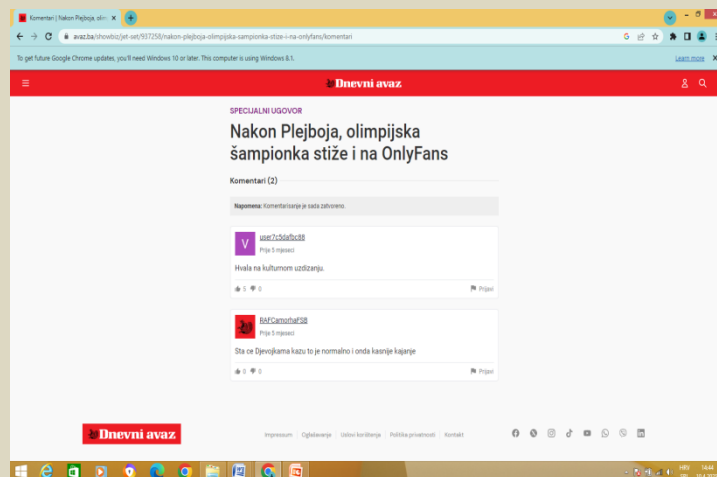 Komentari | Nakon Plejboja, olim
avaz.ba/showbiz/jet-set/937258/nakon-plejboja-olimpijska-sampionka-stize-i-na-onlyfans/komentari
To get future Google Chrome updates, you'll need Windows 10 or later. This computer is using Windows 8.1.
Learn more
Dnevni avaz
SPECIJALNI UGOVOR
Nakon Plejboja, olimpijska
šampionka stiže i na OnlyFans
Komentari (2)
Napomena: Komentarisanje je sada zatvoreno.
V
user7c5dafbc88
Prije 5 mjeseci
Hvala na kulturnom uzdizanju.
5 0 Prijavi
RAFCamorhaFSB
Prije 5 mjeseci
Sta ce Djevojkama kazu to je normalno i onda kasnije kajanje
0 0 Prijavi
Dnevni avaz
Impressum Oglašavanje Uslovi korištenja Politika privatnosti Kontakt
HRV 14:44